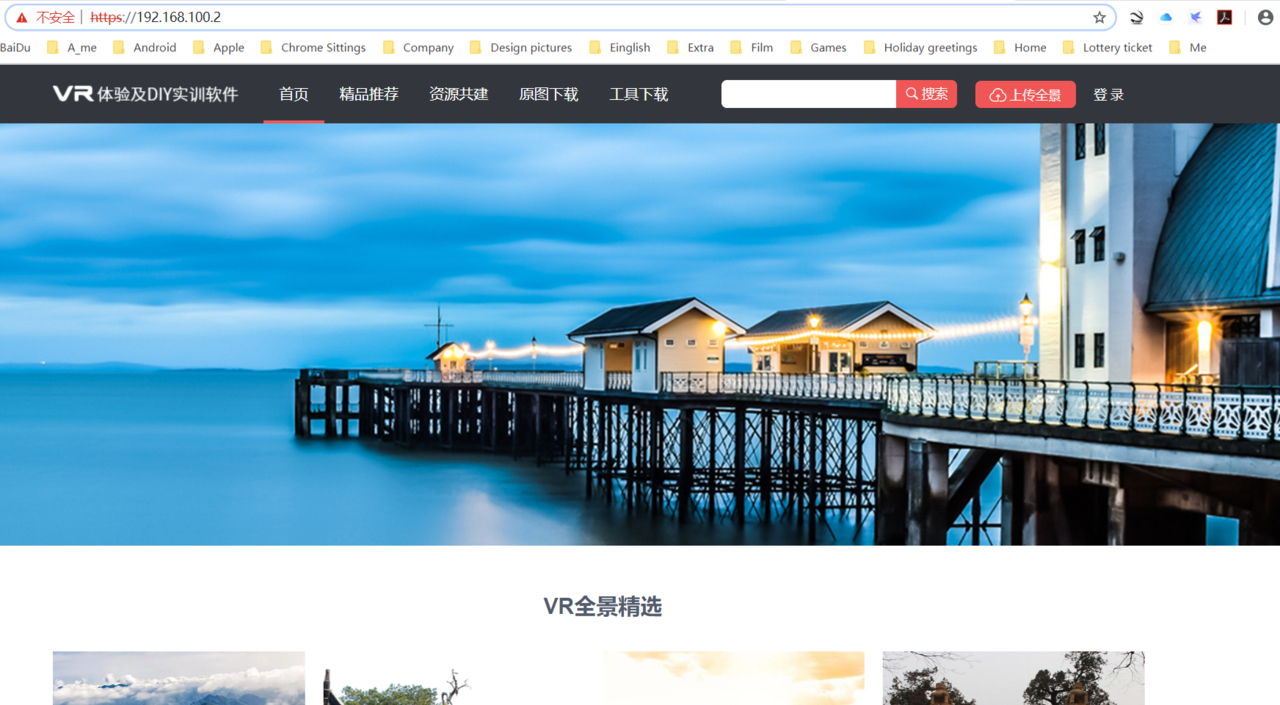 不安全 | https://192.168.100.2
BaiDu A_me Android Apple Chrome Sittings Company Design pictures Einglish Extra Film Games Holiday greetings Home Lottery ticket Me
VR 体验及DIY实训软件 首页 精品推荐 资源共建 原图下载 工具下载 搜索 上传全景 登录
VR全景精选